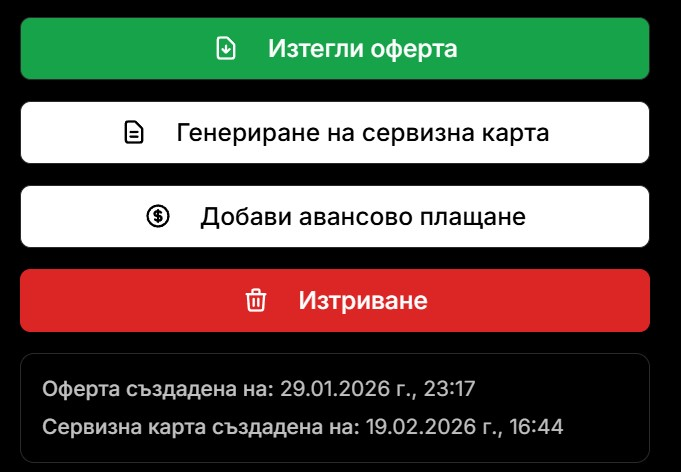 Изтегли оферта
Генериране на сервизна карта
Добави авансово плащане
Изтриване
Оферта създадена на: 29.01.2026 г., 23:17
Сервизна карта създадена на: 19.02.2026 г., 16:44